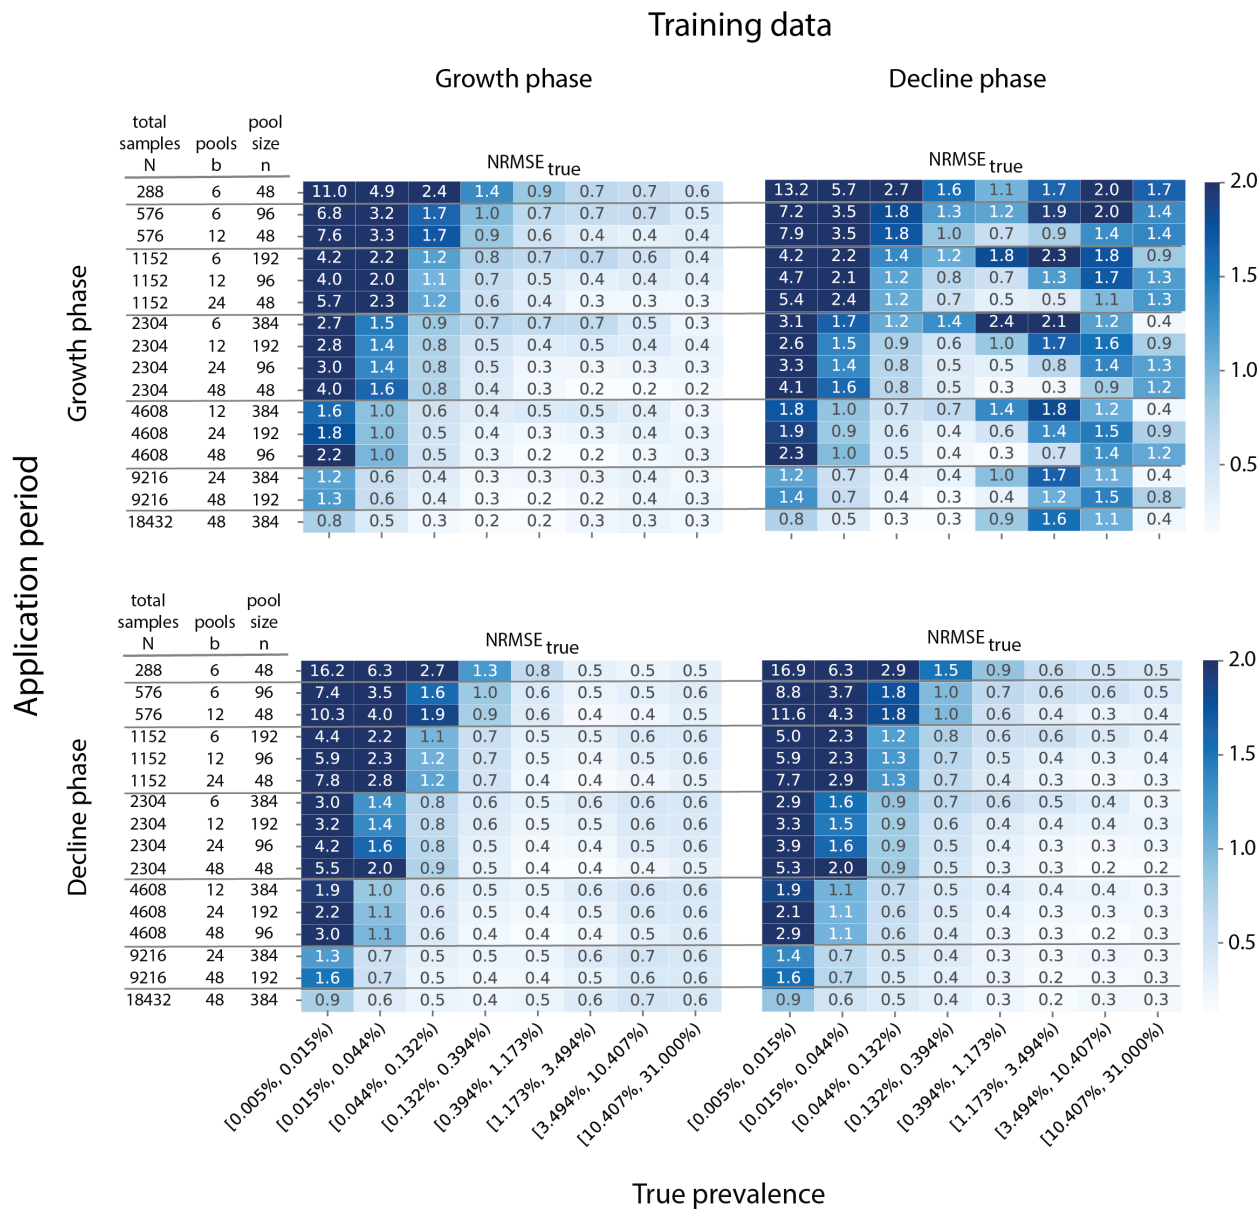 Training data
Growth phase Decline phase
total pool
samples pools size
N b n
NRMSE true NRMSE true
288 6 48 11.0 4.9 2.4 1.4 0.9 0.7 0.7 0.6 13.2 5.7 2.7 1.6 1.1 1.7 2.0 1.7 2.0
576 6 96 6.8 3.2 1.7 1.0 0.7 0.7 0.7 0.5 7.2 3.5 1.8 1.3 1.2 1.9 2.0 1.4
576 12 48 7.6 3.3 1.7 0.9 0.6 0.4 0.4 0.4 7.9 3.5 1.8 1.0 0.7 0.9 1.4 1.4
1152 6 192 4.2 2.2 1.2 0.8 0.7 0.7 0.6 0.4 4.2 2.2 1.4 1.2 1.8 2.3 1.8 0.9
1152 12 96 4.0 2.0 1.1 0.7 0.5 0.4 0.4 0.4 4.7 2.1 1.2 0.8 0.7 1.3 1.7 1.3 1.5
1152 24 48 5.7 2.3 1.2 0.6 0.4 0.3 0.3 0.3 5.4 2.4 1.2 0.7 0.5 0.5 1.1 1.3
2304 6 384 2.7 1.5 0.9 0.7 0.7 0.7 0.5 0.3 3.1 1.7 1.2 1.4 2.4 2.1 1.2 0.4
2304 12 192 2.8 1.4 0.8 0.5 0.4 0.5 0.4 0.4 2.6 1.5 0.9 0.6 1.0 1.7 1.6 0.9
2304 24 96 3.0 1.4 0.8 0.5 0.3 0.3 0.3 0.3 3.3 1.4 0.8 0.5 0.5 0.8 1.4 1.3 1.0
2304 48 48 4.0 1.6 0.8 0.4 0.3 0.2 0.2 0.2 4.1 1.6 0.8 0.5 0.3 0.3 0.9 1.2
4608 12 384 1.6 1.0 0.6 0.4 0.5 0.5 0.4 0.3 1.8 1.0 0.7 0.7 1.4 1.8 1.2 0.4
4608 24 192 1.8 1.0 0.5 0.4 0.3 0.3 0.4 0.3 1.9 0.9 0.6 0.4 0.6 1.4 1.5 0.9
4608 48 96 2.2 1.0 0.5 0.3 0.2 0.2 0.3 0.3 2.3 1.0 0.5 0.4 0.3 0.7 1.4 1.2 0.5
9216 24 384 1.2 0.6 0.4 0.3 0.3 0.3 0.4 0.3 1.2 0.7 0.4 0.4 1.0 1.7 1.1 0.4
9216 48 192 1.3 0.6 0.4 0.3 0.2 0.2 0.4 0.3 1.4 0.7 0.4 0.3 0.4 1.2 1.5 0.8
18432 48 384 0.8 0.5 0.3 0.2 0.2 0.3 0.3 0.3 0.8 0.5 0.3 0.3 0.9 1.6 1.1 0.4
Growth phase
Application period
total pool
samples pools size
N b n
NRMSE true NRMSE true
288 6 48 16.2 6.3 2.7 1.3 0.8 0.5 0.5 0.5 16.9 6.3 2.9 1.5 0.9 0.6 0.5 0.5 2.0
576 6 96 7.4 3.5 1.6 1.0 0.6 0.5 0.5 0.5 8.8 3.7 1.8 1.0 0.7 0.6 0.6 0.5
576 12 48 10.3 4.0 1.9 0.9 0.6 0.4 0.4 0.5 11.6 4.3 1.8 1.0 0.6 0.4 0.3 0.4
1152 6 192 4.4 2.2 1.1 0.7 0.5 0.5 0.6 0.6 5.0 2.3 1.2 0.8 0.6 0.6 0.5 0.4
1152 12 96 5.9 2.3 1.2 0.7 0.5 0.4 0.5 0.6 5.9 2.3 1.3 0.7 0.5 0.4 0.4 0.3 1.5
1152 24 48 7.8 2.8 1.2 0.7 0.4 0.4 0.4 0.5 7.7 2.9 1.3 0.7 0.4 0.3 0.3 0.3
2304 6 384 3.0 1.4 0.8 0.6 0.5 0.6 0.6 0.6 2.9 1.6 0.9 0.7 0.6 0.5 0.4 0.3
2304 12 192 3.2 1.4 0.8 0.6 0.5 0.5 0.6 0.6 3.3 1.5 0.9 0.6 0.4 0.4 0.4 0.3
2304 24 96 4.2 1.6 0.8 0.5 0.4 0.4 0.5 0.6 3.9 1.6 0.9 0.6 0.4 0.3 0.3 0.3 1.0
2304 48 48 5.5 2.0 0.9 0.5 0.4 0.4 0.4 0.5 5.3 2.0 0.9 0.5 0.3 0.3 0.2 0.2
4608 12 384 1.9 1.0 0.6 0.5 0.5 0.6 0.6 0.6 1.9 1.1 0.7 0.5 0.4 0.4 0.4 0.3
4608 24 192 2.2 1.1 0.6 0.5 0.4 0.5 0.6 0.6 2.1 1.1 0.6 0.5 0.4 0.3 0.3 0.3
4608 48 96 3.0 1.1 0.6 0.4 0.4 0.4 0.5 0.6 2.9 1.1 0.6 0.4 0.3 0.3 0.2 0.3 0.5
9216 24 384 1.3 0.7 0.5 0.5 0.5 0.6 0.7 0.6 1.4 0.7 0.5 0.4 0.3 0.3 0.3 0.3
9216 48 192 1.6 0.7 0.5 0.4 0.4 0.5 0.6 0.6 1.6 0.7 0.5 0.4 0.3 0.2 0.3 0.3
18432 48 384 0.9 0.6 0.5 0.4 0.5 0.6 0.7 0.6 0.9 0.6 0.5 0.4 0.3 0.2 0.3 0.3
Decline phase
[0.005%, 0.015%) [0.015%, 0.044%) [0.044%, 0.132%) [0.132%, 0.394%) [0.394%, 1.173%) [1.173%, 3.494%) [3.494%, 10.407%) [10.407%, 31.000%) [0.005%, 0.015%) [0.015%, 0.044%) [0.044%, 0.132%) [0.132%, 0.394%) [0.394%, 1.173%) [1.173%, 3.494%) [3.494%, 10.407%) [10.407%, 31.000%)
True prevalence